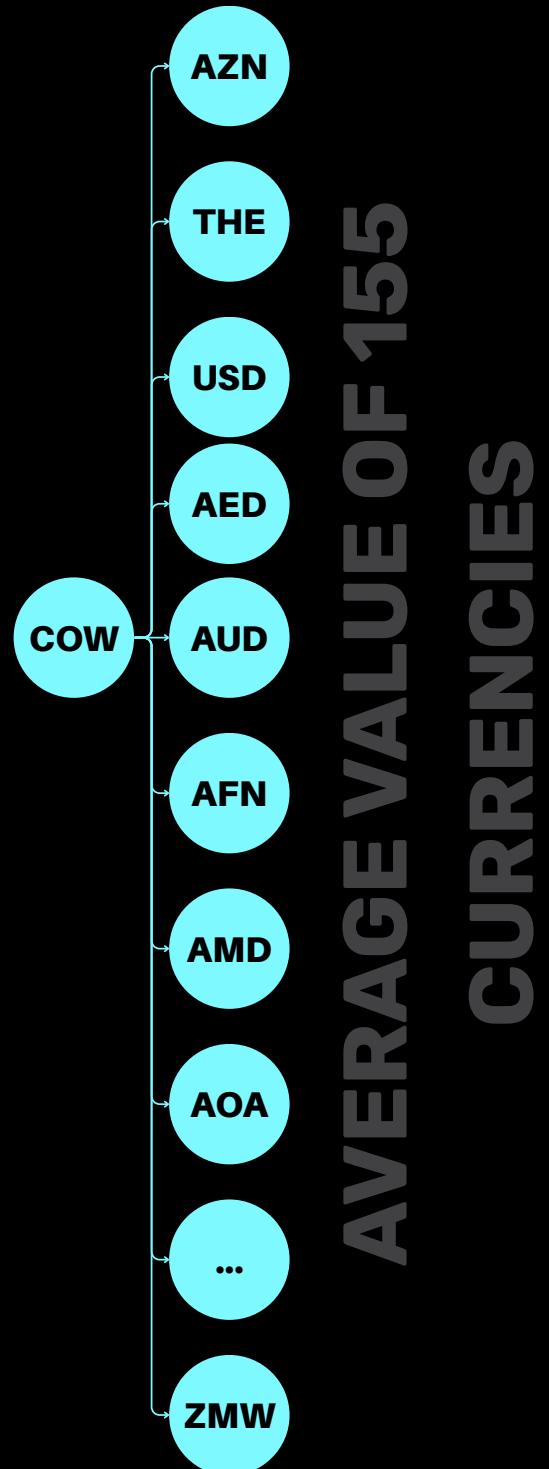 AZN
THE
USD
AED
COW
AUD
AFN
AMD
AOA
...
ZMW
AVERAGE VALUE OF 155
CURRENCIES